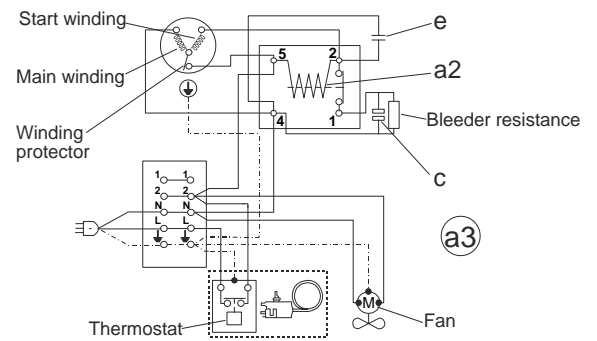 Start winding
e
5 2
a2
Main winding
4 1
Bleeder resistance
Winding
protector
c
1 1
2 2
N N
L L
a3
M
Fan
Thermostat